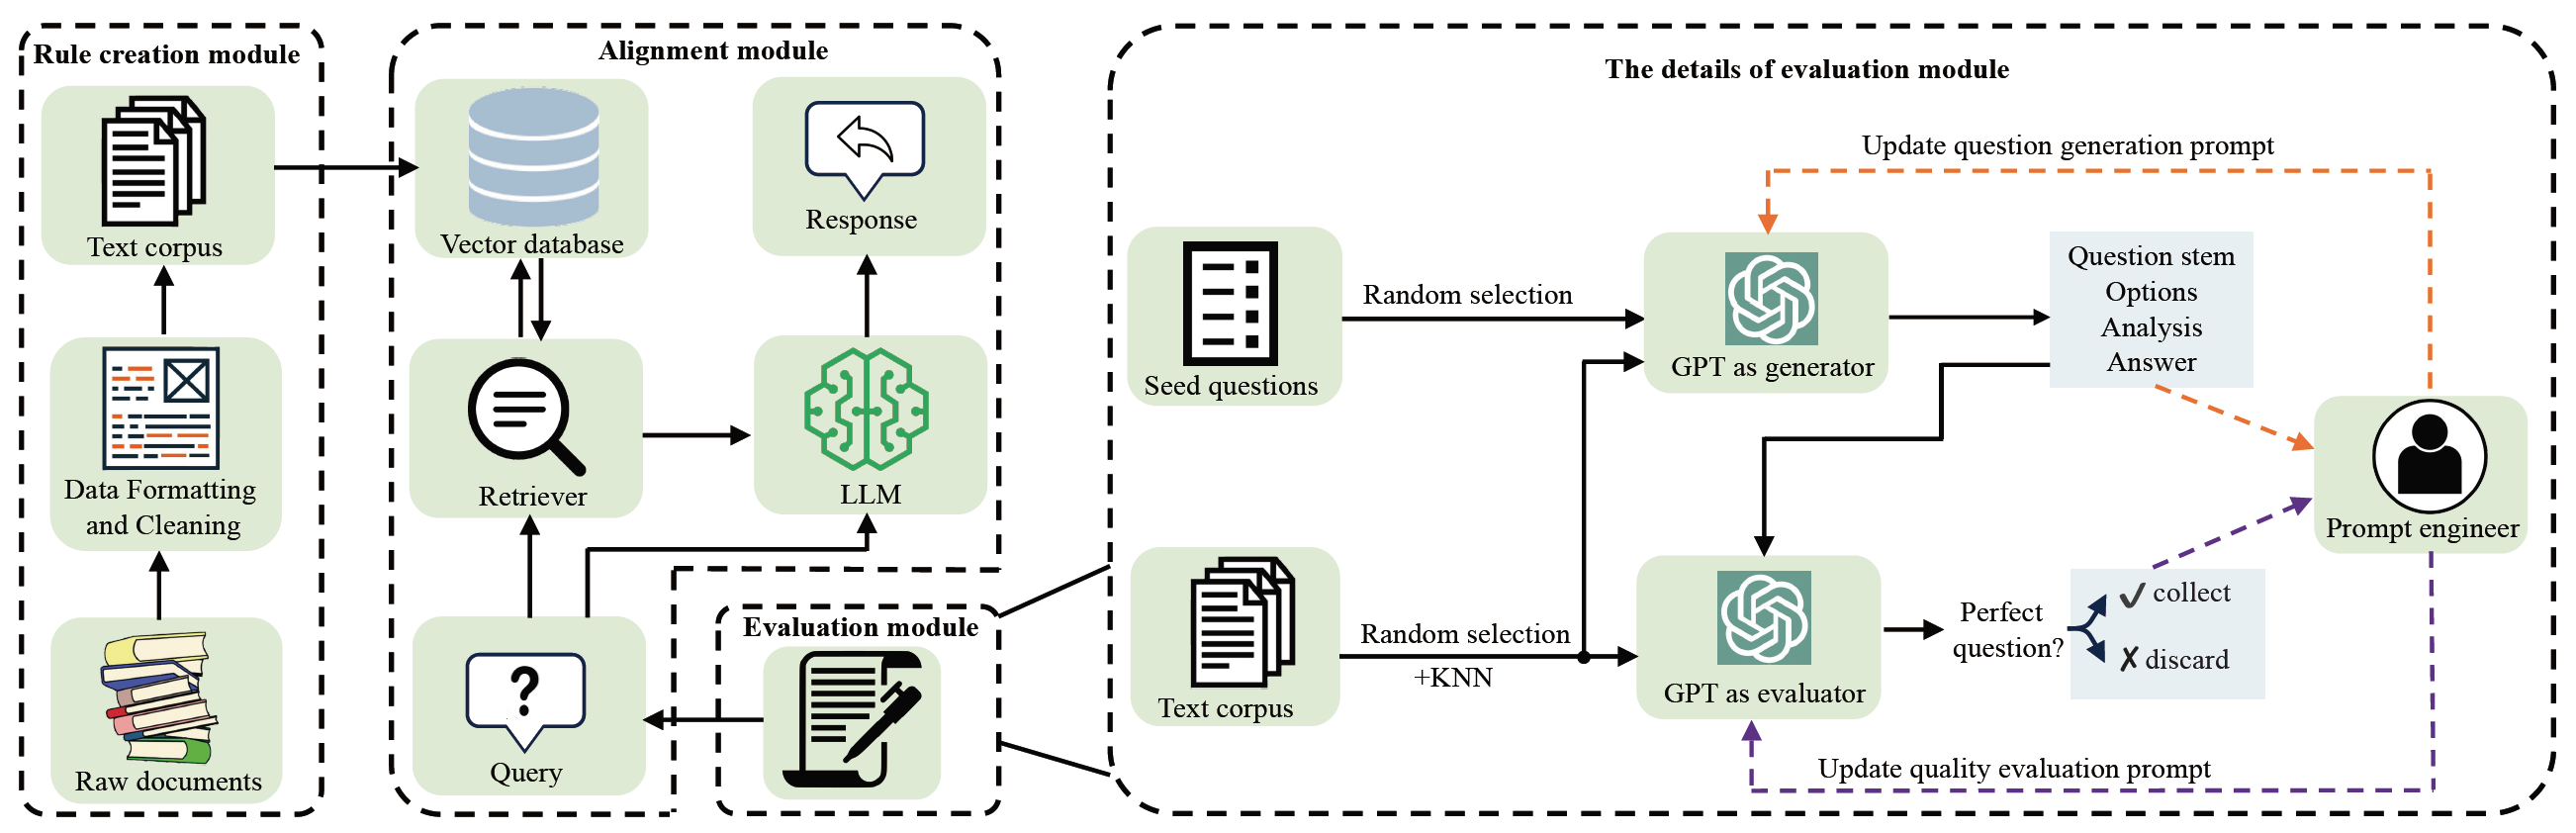 Rule creation module
Text corpus
Data Formatting
and Cleaning
Raw documents
Alignment module
Vector database
Response
Retriever
LLM
Query
Evaluation module
The details of evaluation module
Update question generation prompt
Seed questions
Random selection
GPT as generator
Question stem
Options
Analysis
Answer
Prompt engineer
Text corpus
Random selection
+KNN
GPT as evaluator
Perfect
question?
✓ collect
✗ discard
Update quality evaluation prompt